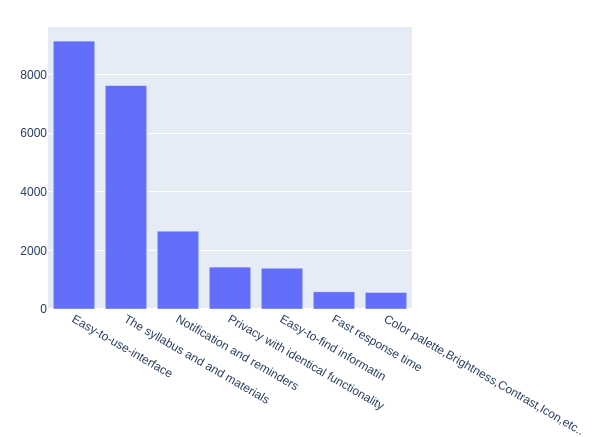 8000
6000
4000
2000
0
Easy-to-use-interface
The syllabus and and materials
Notification and reminders
Privacy with identical functionality
Easy-to-find informatin
Fast response time
Color palette,Brightness,Contrast,Icon,etc..